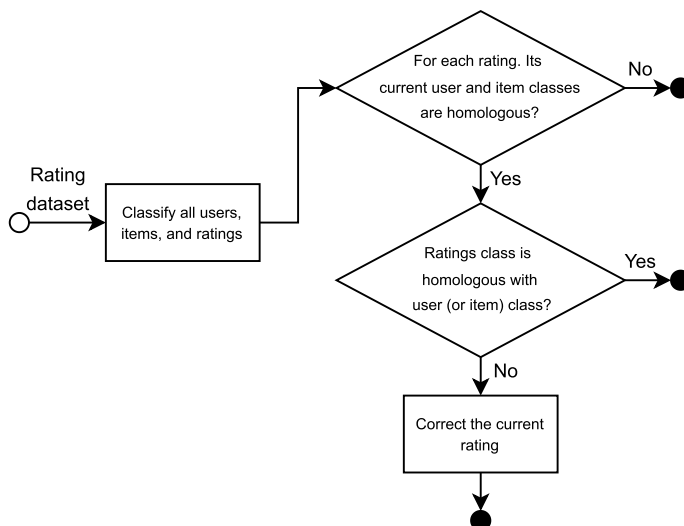 For each rating. Its
current user and item classes
are homologous?
No
Rating
dataset
Classify all users,
items, and ratings
Yes
Ratings class is
homologous with
user (or item) class?
Yes
No
Correct the current
rating